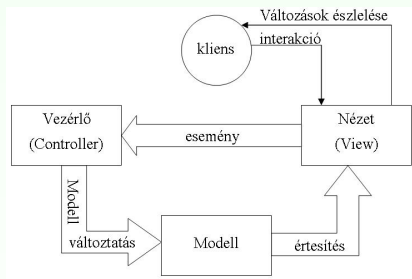 Változások észlelése
interakció
kliens
Vezérlő
(Controller)
esemény
Nézet
(View)
Modell
változtatás
Modell
értesítés